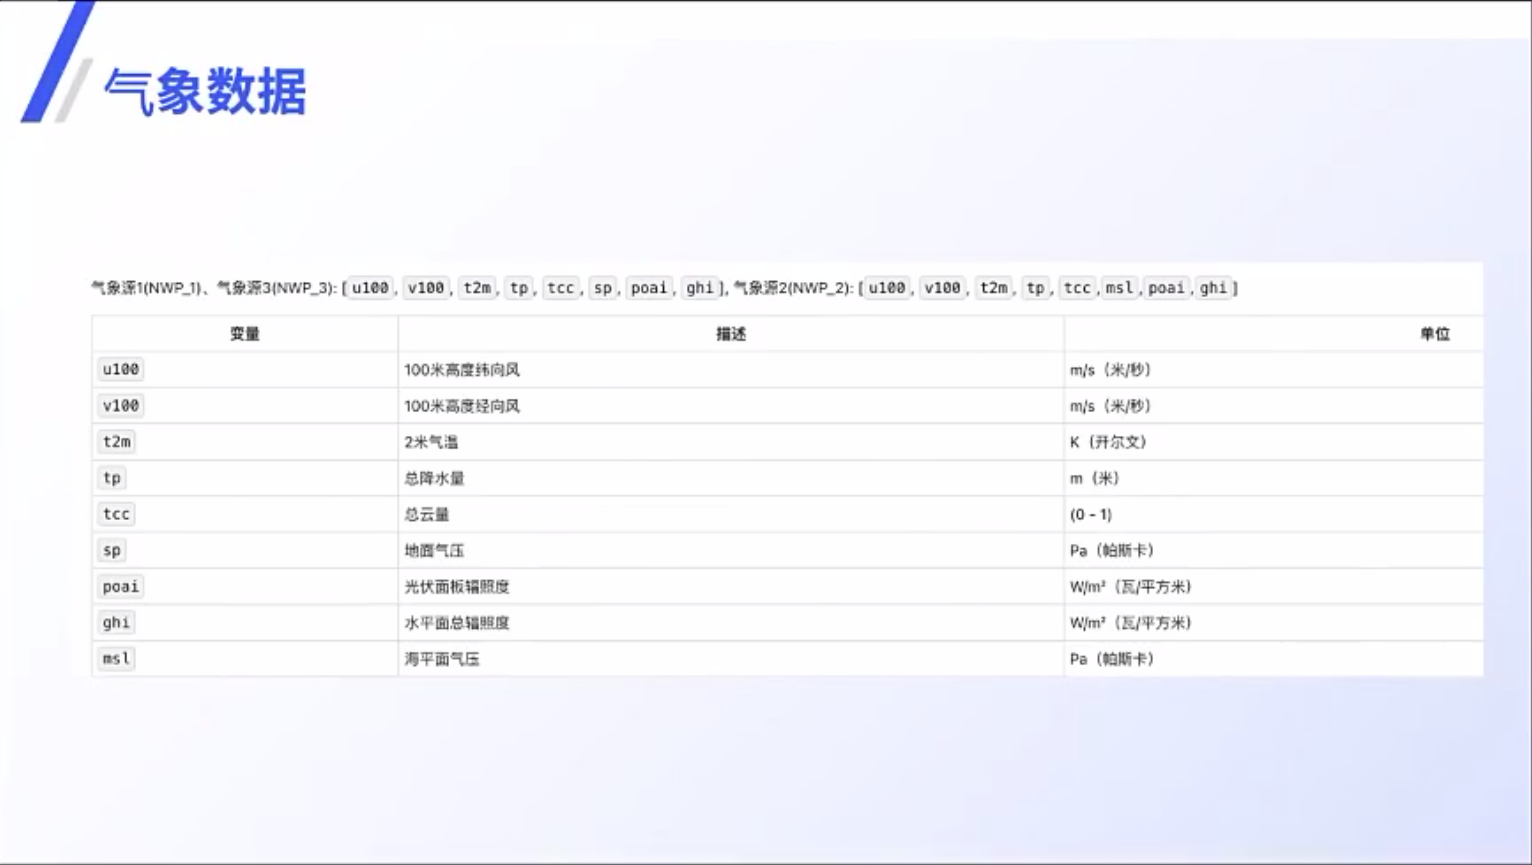 气象数据
气象源1(NWP_1)、气象源3(NWP_3): [ u100, v100, t2m, tp, tcc, sp, poai, ghi ], 气象源2(NWP_2): [ u100, v100, t2m, tp, tcc, msl, poai, ghi ]
变量 描述 单位
u100 100米高度纬向风 m/s（米/秒）
v100 100米高度经向风 m/s（米/秒）
t2m 2米气温 K（开尔文）
tp 总降水量 m（米）
tcc 总云量 (0 - 1)
sp 地面气压 Pa（帕斯卡）
poai 光伏面板辐照度 W/m²（瓦/平方米）
ghi 水平面总辐照度 W/m²（瓦/平方米）
msl 海平面气压 Pa（帕斯卡）